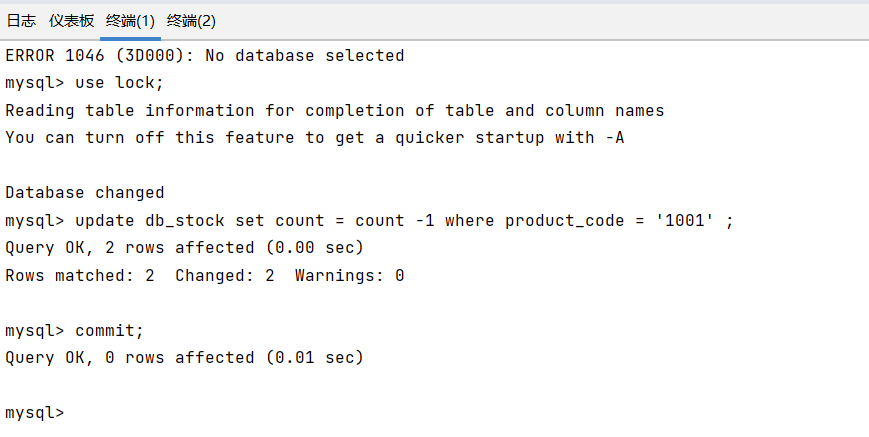 日志 仪表板 终端(1) 终端(2)
ERROR 1046 (3D000): No database selected
mysql> use lock;
Reading table information for completion of table and column names
You can turn off this feature to get a quicker startup with -A
Database changed
mysql> update db_stock set count = count -1 where product_code = '1001' ;
Query OK, 2 rows affected (0.00 sec)
Rows matched: 2  Changed: 2  Warnings: 0
mysql> commit;
Query OK, 0 rows affected (0.01 sec)
mysql>